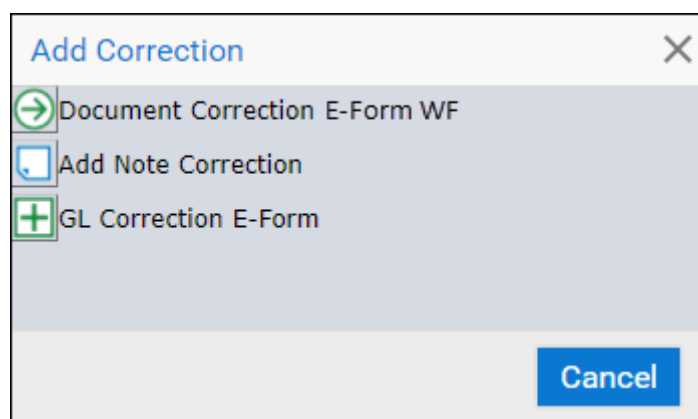 Add Correction
Document Correction E-Form WF
Add Note Correction
GL Correction E-Form
Cancel